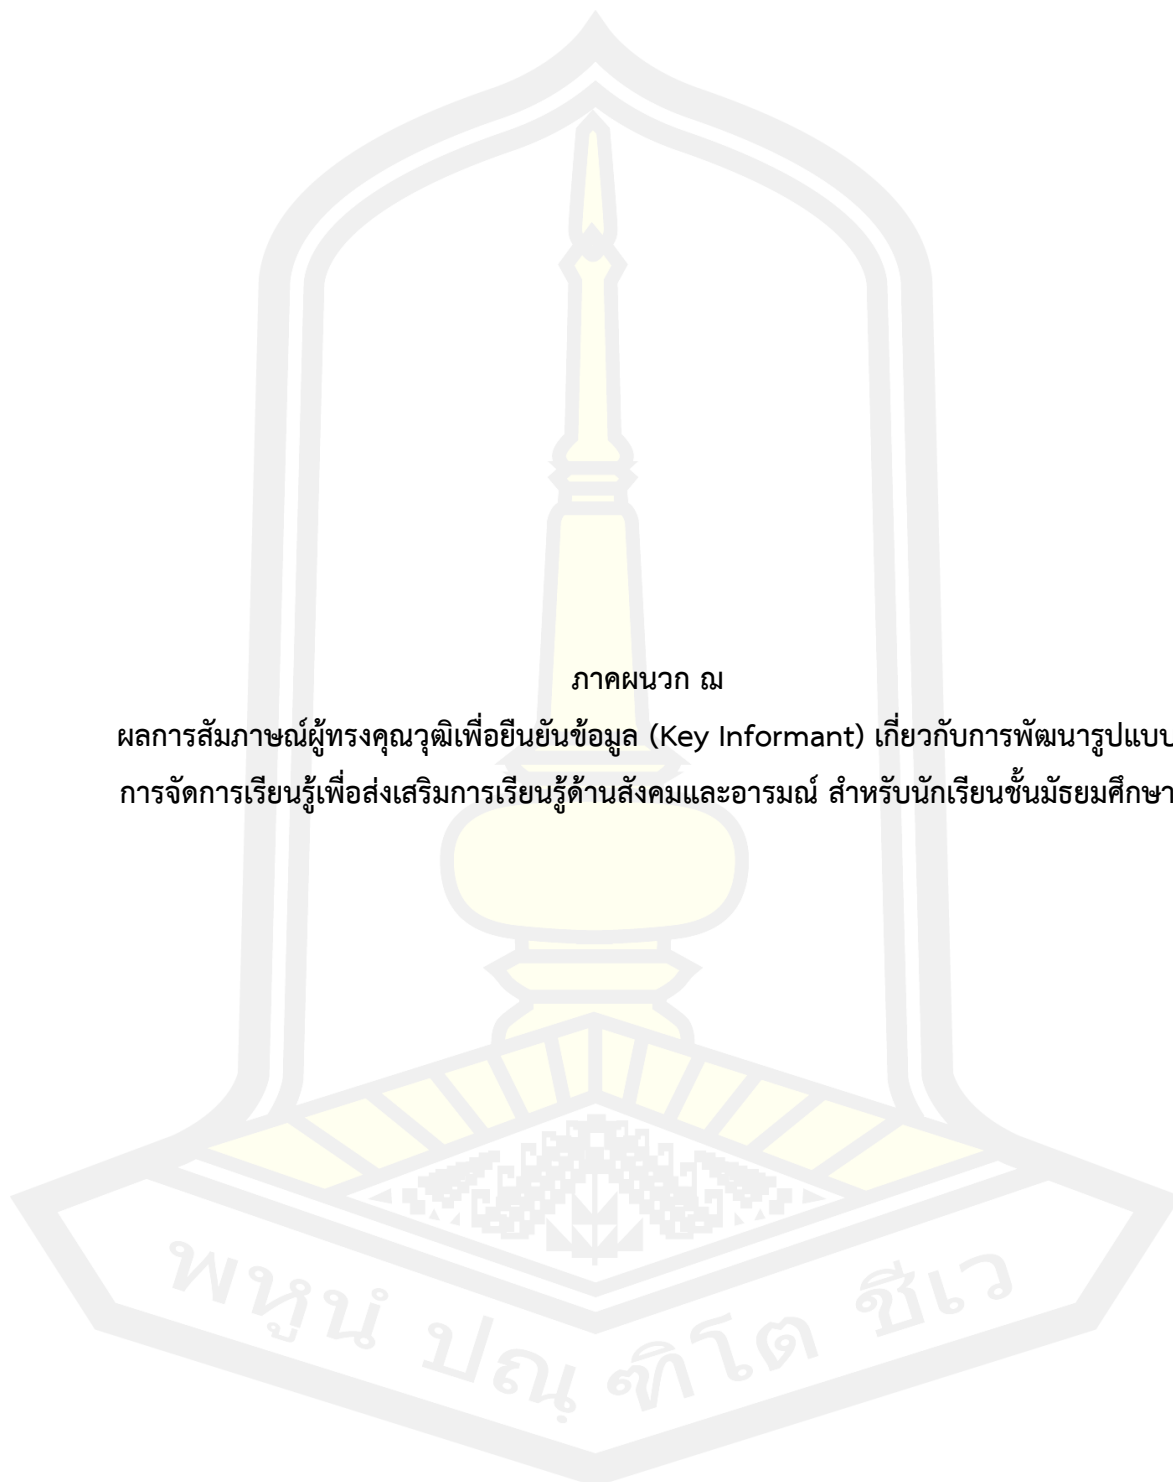 ภาคผนวก ฌ
ผลการสัมภาษณ์ผู้ทรงคุณวุฒิเพื่อยืนยันข้อมูล (Key Informant) เกี่ยวกับการพัฒนารูปแบบ
การจัดการเรียนรู้เพื่อส่งเสริมการเรียนรู้ด้านสังคมและอารมณ์ สำหรับนักเรียนชั้นมัธยมศึกษา
พหูนํ ปณฺฑิโต ชีเว